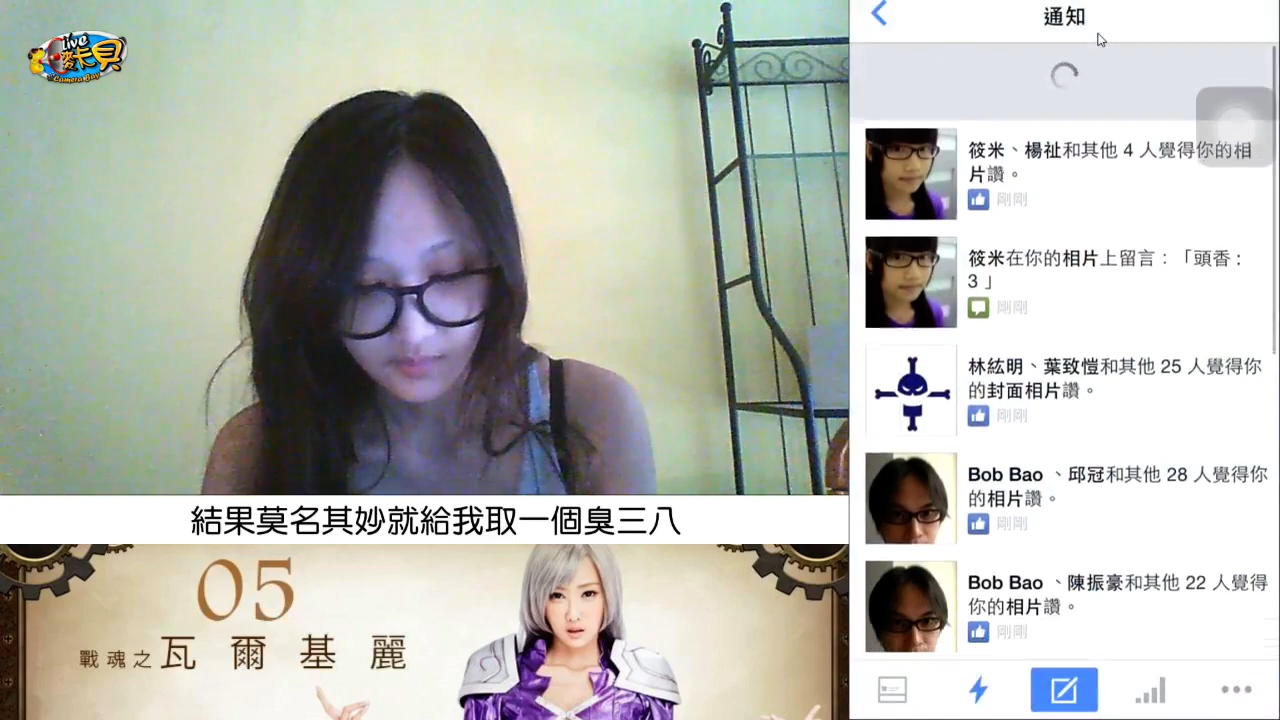 Live
麥卡貝
Camera Bay
通知
筱米、楊祉和其他 4 人覺得你的相
片讚。
剛剛
筱米在你的相片上留言：「頭香 :
3 」
剛剛
林紘明、葉致愷和其他 25 人覺得你
的封面相片讚。
剛剛
Bob Bao 、邱冠和其他 28 人覺得你
的相片讚。
剛剛
Bob Bao 、陳振豪和其他 22 人覺得
你的相片讚。
剛剛
結果莫名其妙就給我取一個臭三八
05
戰魂之瓦爾基麗